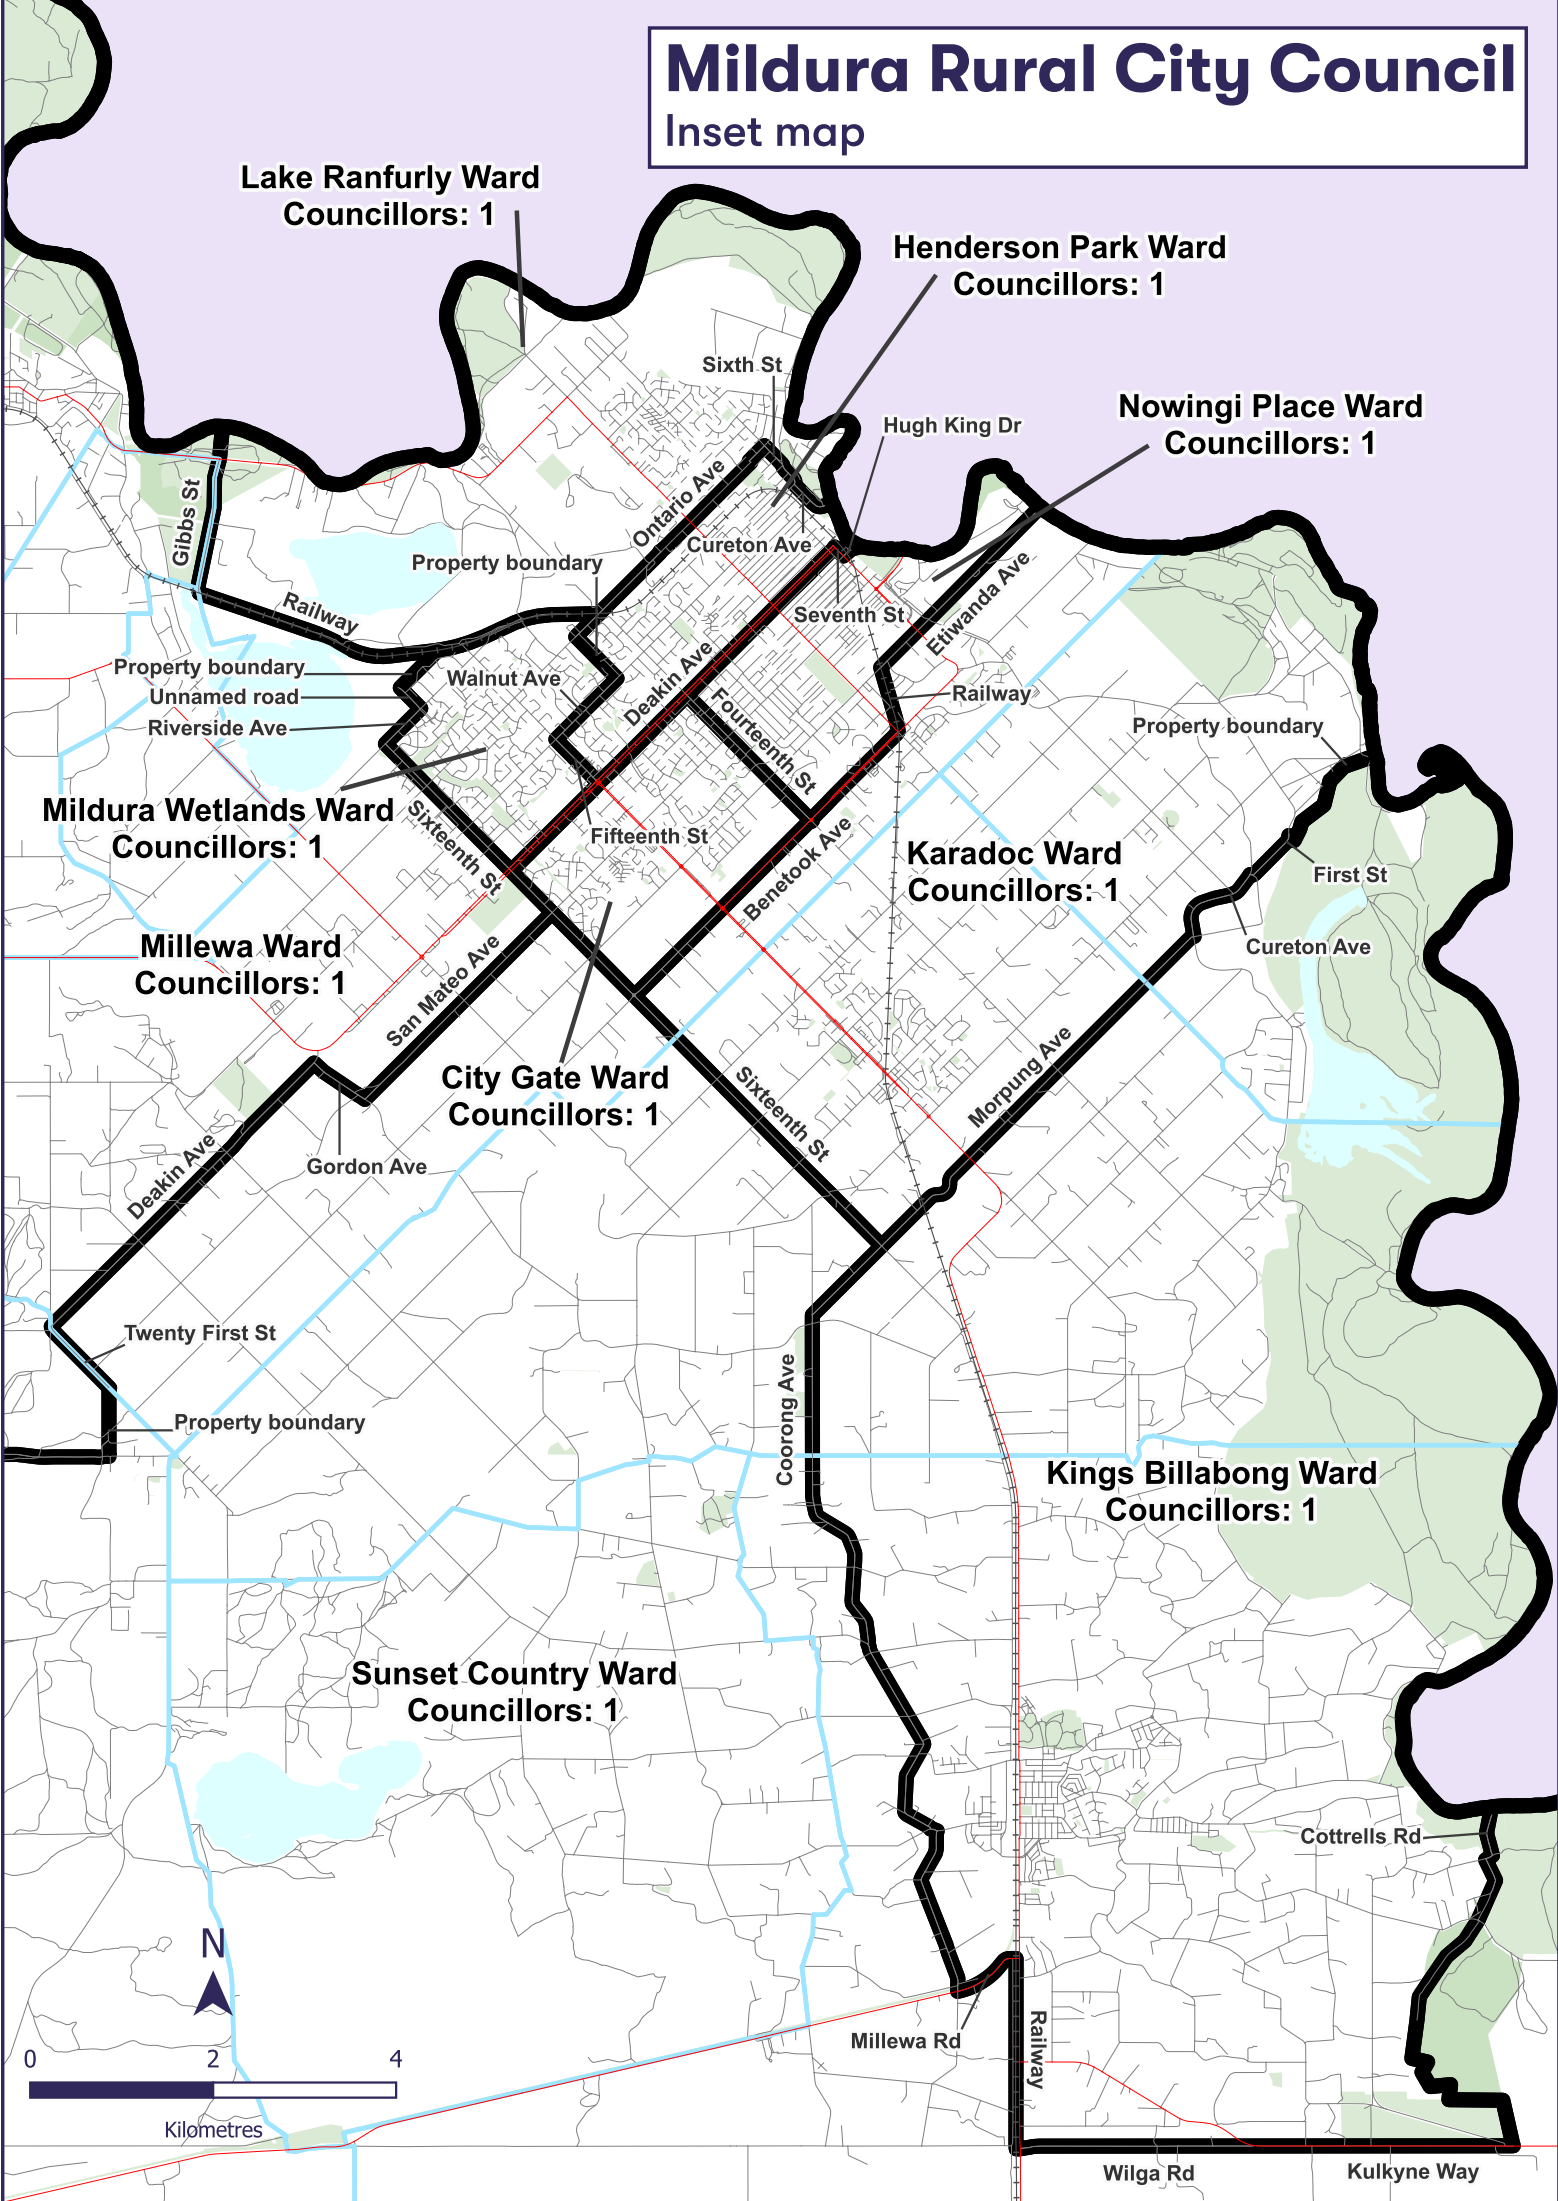 Mildura Rural City Council
Inset map
Lake Ranfurly Ward
Councillors: 1
Henderson Park Ward
Councillors: 1
Sixth St
Nowingi Place Ward
Councillors: 1
Hugh King Dr
Gibbs St
Ontario Ave
Cureton Ave
Property boundary
Railway
Seventh St
Etiwanda Ave
Property boundary
Unnamed road
Riverside Ave
Walnut Ave
Deakin Ave
Fourteenth St
Railway
Property boundary
Mildura Wetlands Ward
Councillors: 1
Sixteenth St
Fifteenth St
Benetook Ave
Karadoc Ward
Councillors: 1
First St
Cureton Ave
Millewa Ward
Councillors: 1
San Mateo Ave
City Gate Ward
Councillors: 1
Sixteenth St
Morpung Ave
Deakin Ave
Gordon Ave
Twenty First St
Property boundary
Coorong Ave
Kings Billabong Ward
Councillors: 1
Sunset Country Ward
Councillors: 1
Cottrells Rd
N
0 2 4
Kilometres
Millewa Rd
Railway
Wilga Rd
Kulkyne Way